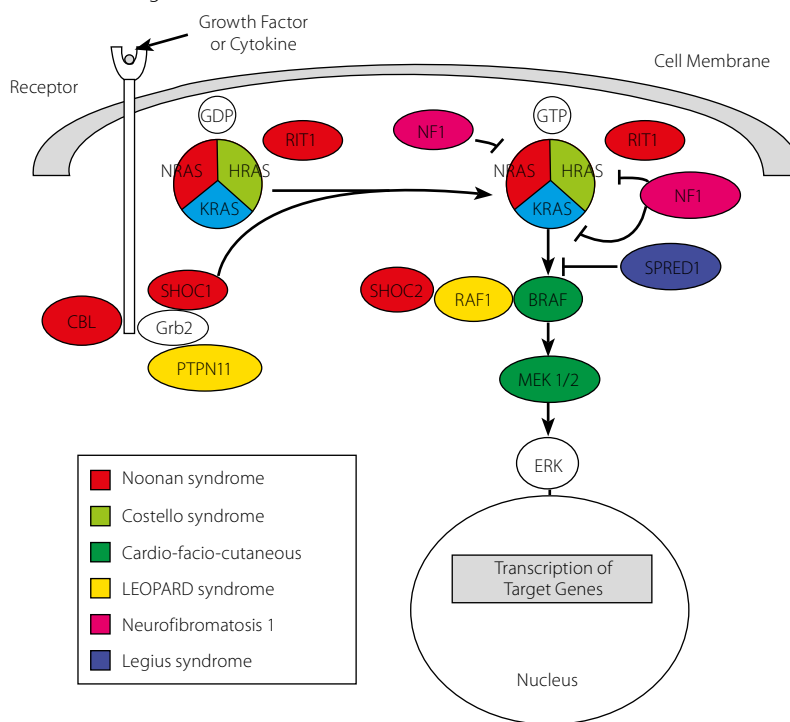 Growth Factor
or Cytokine
Cell Membrane
Receptor
GDP
RIT1
NF1
GTP
RIT1
NRAS
HRAS
KRAS
NRAS
HRAS
KRAS
NF1
SPRED1
SHOC1
SHOC2
RAF1
BRAF
CBL
Grb2
PTPN11
MEK 1/2
ERK
Noonan syndrome
Costello syndrome
Cardio-facio-cutaneous
LEOPARD syndrome
Neurofibromatosis 1
Legius syndrome
Transcription of
Target Genes
Nucleus